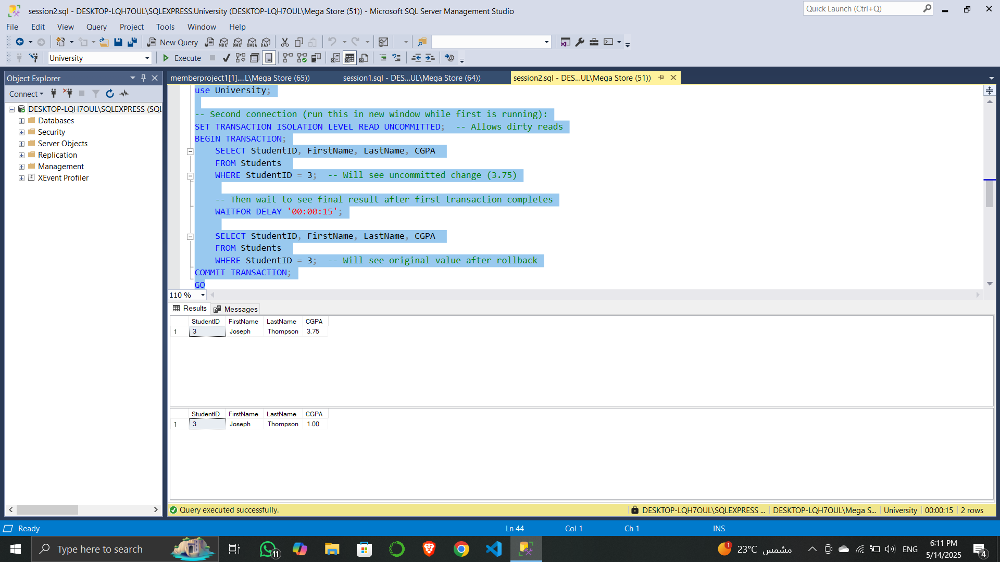 session2.sql - DESKTOP-LQH7OUL\SQLEXPRESS.University (DESKTOP-LQH7OUL\Mega Store (51)) - Microsoft SQL Server Management Studio
Quick Launch (Ctrl+Q)
File Edit View Query Project Tools Window Help
New Query MDX DMX XMLA DAX
University Execute
Object Explorer
memberproject1[1]....L\Mega Store (65)) session1.sql - DES...UL\Mega Store (64)) session2.sql - DES...UL\Mega Store (51))
Connect
DESKTOP-LQH7OUL\SQLEXPRESS (SQL
Databases
Security
Server Objects
Replication
Management
XEvent Profiler
use University;
-- Second connection (run this in new window while first is running):
SET TRANSACTION ISOLATION LEVEL READ UNCOMMITTED;  -- Allows dirty reads
BEGIN TRANSACTION;
SELECT StudentID, FirstName, LastName, CGPA
FROM Students
WHERE StudentID = 3;  -- Will see uncommitted change (3.75)
-- Then wait to see final result after first transaction completes
WAITFOR DELAY '00:00:15';
SELECT StudentID, FirstName, LastName, CGPA
FROM Students
WHERE StudentID = 3;  -- Will see original value after rollback
COMMIT TRANSACTION;
GO
110 %
Results Messages
StudentID FirstName LastName CGPA
1 3 Joseph Thompson 3.75
StudentID FirstName LastName CGPA
1 3 Joseph Thompson 1.00
Query executed successfully. DESKTOP-LQH7OUL\SQLEXPRESS ... DESKTOP-LQH7OUL\Mega S... University 00:00:15 2 rows
Ready Ln 44 Col 1 Ch 1 INS
Type here to search 11 1 23°C مشمس ENG 6:11 PM
5/14/2025 4